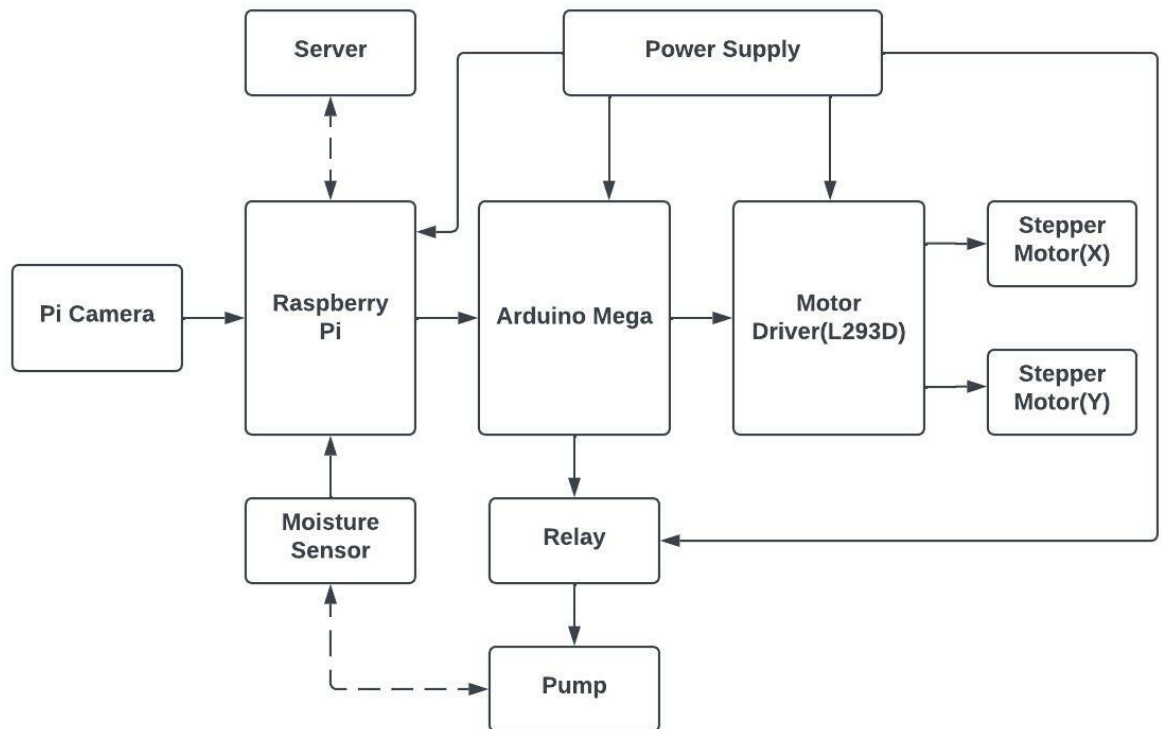 Server
Power Supply
Pi Camera
Raspberry
Pi
Arduino Mega
Motor
Driver(L293D)
Stepper
Motor(X)
Stepper
Motor(Y)
Moisture
Sensor
Relay
Pump